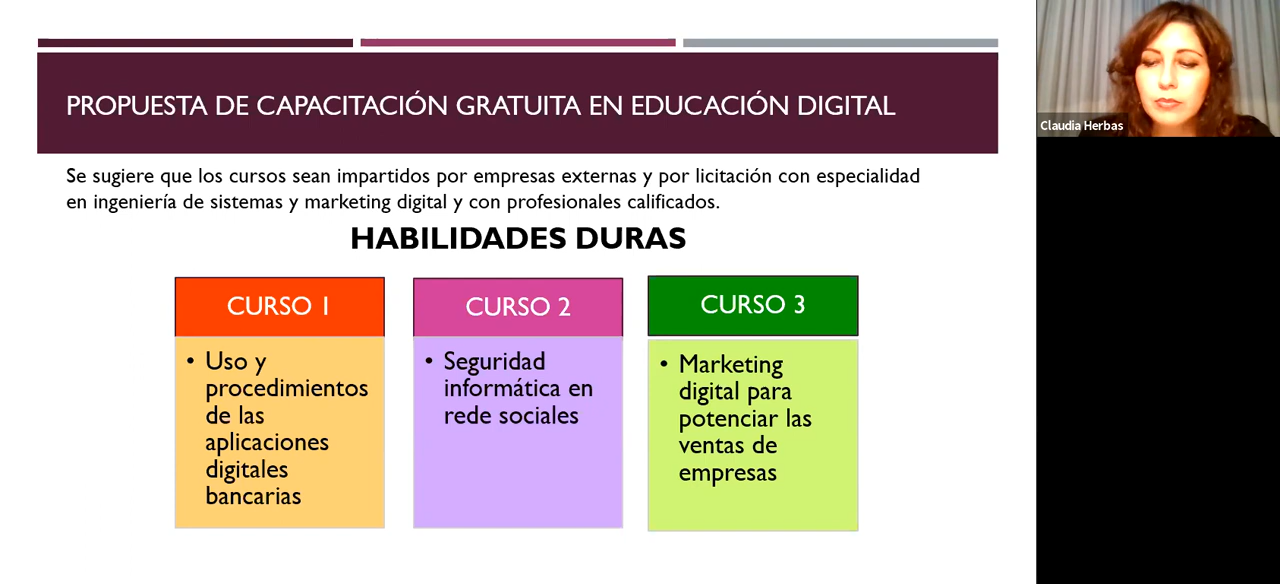 PROPUESTA DE CAPACITACIÓN GRATUITA EN EDUCACIÓN DIGITAL
Se sugiere que los cursos sean impartidos por empresas externas y por licitación con especialidad
en ingeniería de sistemas y marketing digital y con profesionales calificados.
HABILIDADES DURAS
CURSO 1
• Uso y
procedimientos
de las
aplicaciones
digitales
bancarias
CURSO 2
• Seguridad
informática en
rede sociales
CURSO 3
• Marketing
digital para
potenciar las
ventas de
empresas
Claudia Herbas